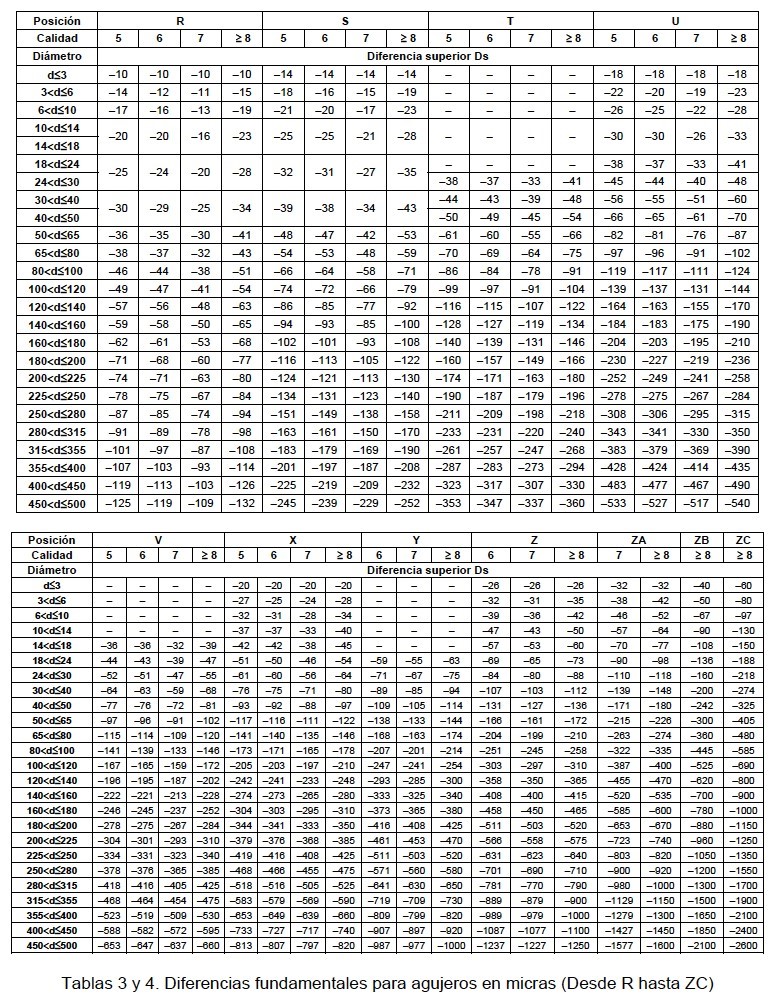 Posición R S T U
Calidad 5 6 7 ≥ 8 5 6 7 ≥ 8 5 6 7 ≥ 8 5 6 7 ≥ 8
Diámetro Diferencia superior Ds
d≤3 –10 –10 –10 –10 –14 –14 –14 –14 – – – – –18 –18 –18 –18
3<d≤6 –14 –12 –11 –15 –18 –16 –15 –19 – – – – –22 –20 –19 –23
6<d≤10 –17 –16 –13 –19 –21 –20 –17 –23 – – – – –26 –25 –22 –28
10<d≤14 –20 –20 –16 –23 –25 –25 –21 –28 – – – – –30 –30 –26 –33
14<d≤18
18<d≤24 –25 –24 –20 –28 –32 –31 –27 –35 – – – – –38 –37 –33 –41
24<d≤30 –38 –37 –33 –41 –45 –44 –40 –48
30<d≤40 –30 –29 –25 –34 –39 –38 –34 –43 –44 –43 –39 –48 –56 –55 –51 –60
40<d≤50 –50 –49 –45 –54 –66 –65 –61 –70
50<d≤65 –36 –35 –30 –41 –48 –47 –42 –53 –61 –60 –55 –66 –82 –81 –76 –87
65<d≤80 –38 –37 –32 –43 –54 –53 –48 –59 –70 –69 –64 –75 –97 –96 –91 –102
80<d≤100 –46 –44 –38 –51 –66 –64 –58 –71 –86 –84 –78 –91 –119 –117 –111 –124
100<d≤120 –49 –47 –41 –54 –74 –72 –66 –79 –99 –97 –91 –104 –139 –137 –131 –144
120<d≤140 –57 –56 –48 –63 –86 –85 –77 –92 –116 –115 –107 –122 –164 –163 –155 –170
140<d≤160 –59 –58 –50 –65 –94 –93 –85 –100 –128 –127 –119 –134 –184 –183 –175 –190
160<d≤180 –62 –61 –53 –68 –102 –101 –93 –108 –140 –139 –131 –146 –204 –203 –195 –210
180<d≤200 –71 –68 –60 –77 –116 –113 –105 –122 –160 –157 –149 –166 –230 –227 –219 –236
200<d≤225 –74 –71 –63 –80 –124 –121 –113 –130 –174 –171 –163 –180 –252 –249 –241 –258
225<d≤250 –78 –75 –67 –84 –134 –131 –123 –140 –190 –187 –179 –196 –278 –275 –267 –284
250<d≤280 –87 –85 –74 –94 –151 –149 –138 –158 –211 –209 –198 –218 –308 –306 –295 –315
280<d≤315 –91 –89 –78 –98 –163 –161 –150 –170 –233 –231 –220 –240 –343 –341 –330 –350
315<d≤355 –101 –97 –87 –108 –183 –179 –169 –190 –261 –257 –247 –268 –383 –379 –369 –390
355<d≤400 –107 –103 –93 –114 –201 –197 –187 –208 –287 –283 –273 –294 –428 –424 –414 –435
400<d≤450 –119 –113 –103 –126 –225 –219 –209 –232 –323 –317 –307 –330 –483 –477 –467 –490
450<d≤500 –125 –119 –109 –132 –245 –239 –229 –252 –353 –347 –337 –360 –533 –527 –517 –540
Posición V X Y Z ZA ZB ZC
Calidad 5 6 7 ≥ 8 5 6 7 ≥ 8 6 7 ≥ 8 6 7 ≥ 8 7 ≥ 8 ≥ 8 ≥ 8
Diámetro Diferencia superior Ds
d≤3 – – – – –20 –20 –20 –20 – – – –26 –26 –26 –32 –32 –40 –60
3<d≤6 – – – – –27 –25 –24 –28 – – – –32 –31 –35 –38 –42 –50 –80
6<d≤10 – – – – –32 –31 –28 –34 – – – –39 –36 –42 –46 –52 –67 –97
10<d≤14 – – – – –37 –37 –33 –40 – – – –47 –43 –50 –57 –64 –90 –130
14<d≤18 –36 –36 –32 –39 –42 –42 –38 –45 – – – –57 –53 –60 –70 –77 –108 –150
18<d≤24 –44 –43 –39 –47 –51 –50 –46 –54 –59 –55 –63 –69 –65 –73 –90 –98 –136 –188
24<d≤30 –52 –51 –47 –55 –61 –60 –56 –64 –71 –67 –75 –84 –80 –88 –110 –118 –160 –218
30<d≤40 –64 –63 –59 –68 –76 –75 –71 –80 –89 –85 –94 –107 –103 –112 –139 –148 –200 –274
40<d≤50 –77 –76 –72 –81 –93 –92 –88 –97 –109 –105 –114 –131 –127 –136 –171 –180 –242 –325
50<d≤65 –97 –96 –91 –102 –117 –116 –111 –122 –138 –133 –144 –166 –161 –172 –215 –226 –300 –405
65<d≤80 –115 –114 –109 –120 –141 –140 –135 –146 –168 –163 –174 –204 –199 –210 –263 –274 –360 –480
80<d≤100 –141 –139 –133 –146 –173 –171 –165 –178 –207 –201 –214 –251 –245 –258 –322 –335 –445 –585
100<d≤120 –167 –165 –159 –172 –205 –203 –197 –210 –247 –241 –254 –303 –297 –310 –387 –400 –525 –690
120<d≤140 –196 –195 –187 –202 –242 –241 –233 –248 –293 –285 –300 –358 –350 –365 –455 –470 –620 –800
140<d≤160 –222 –221 –213 –228 –274 –273 –265 –280 –333 –325 –340 –408 –400 –415 –520 –535 –700 –900
160<d≤180 –246 –245 –237 –252 –304 –303 –295 –310 –373 –365 –380 –458 –450 –465 –585 –600 –780 –1000
180<d≤200 –278 –275 –267 –284 –344 –341 –333 –350 –416 –408 –425 –511 –503 –520 –653 –670 –880 –1150
200<d≤225 –304 –301 –293 –310 –379 –376 –368 –385 –461 –453 –470 –566 –558 –575 –723 –740 –960 –1250
225<d≤250 –334 –331 –323 –340 –419 –416 –408 –425 –511 –503 –520 –631 –623 –640 –803 –820 –1050 –1350
250<d≤280 –378 –376 –365 –385 –468 –466 –455 –475 –571 –560 –580 –701 –690 –710 –900 –920 –1200 –1550
280<d≤315 –418 –416 –405 –425 –518 –516 –505 –525 –641 –630 –650 –781 –770 –790 –980 –1000 –1300 –1700
315<d≤355 –468 –464 –454 –475 –583 –579 –569 –590 –719 –709 –730 –889 –879 –900 –1129 –1150 –1500 –1900
355<d≤400 –523 –519 –509 –530 –653 –649 –639 –660 –809 –799 –820 –989 –979 –1000 –1279 –1300 –1650 –2100
400<d≤450 –588 –582 –572 –595 –733 –727 –717 –740 –907 –897 –920 –1087 –1077 –1100 –1427 –1450 –1850 –2400
450<d≤500 –653 –647 –637 –660 –813 –807 –797 –820 –987 –977 –1000 –1237 –1227 –1250 –1577 –1600 –2100 –2600
Tablas 3 y 4. Diferencias fundamentales para agujeros en micras (Desde R hasta ZC)